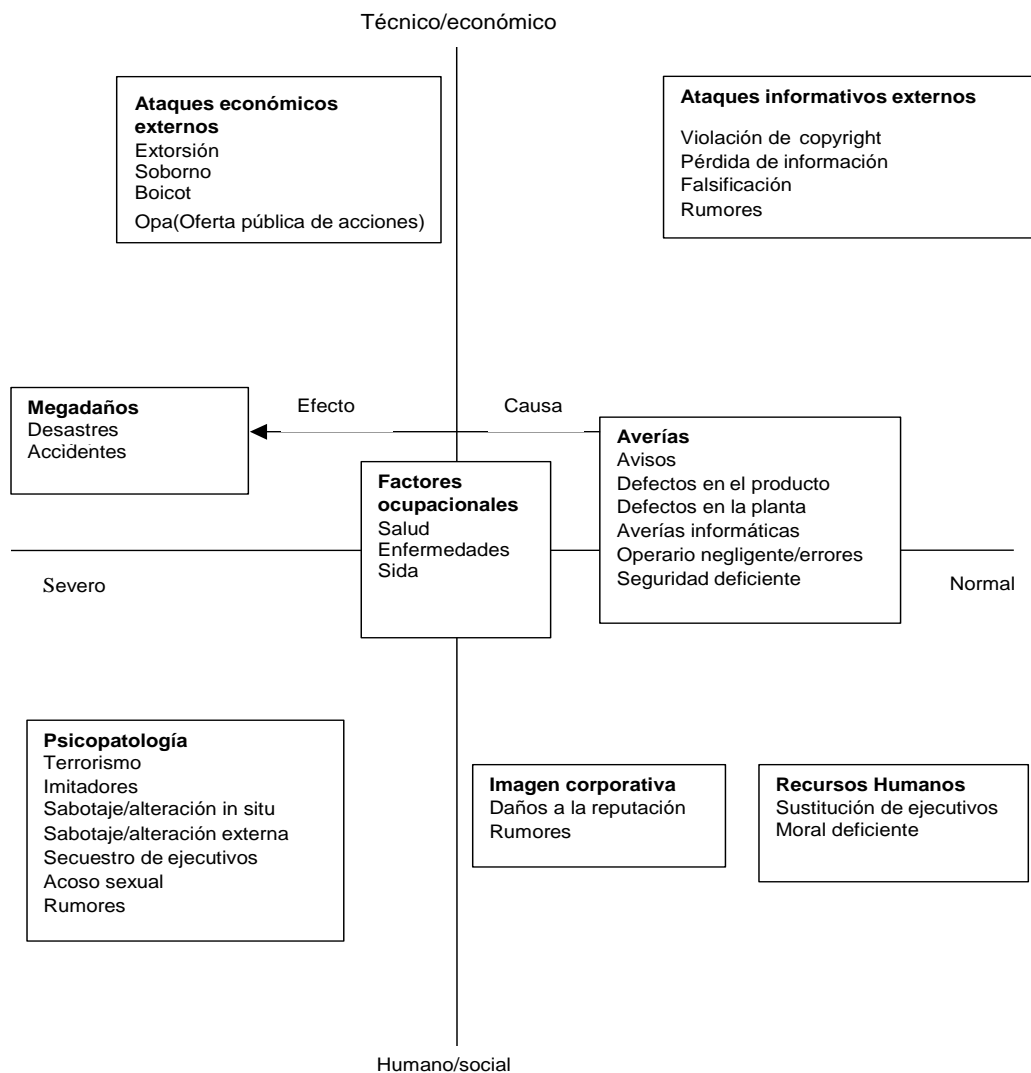 Técnico/económico
Ataques económicos
externos
Extorsión
Soborno
Boicot
Opa(Oferta pública de acciones)
Ataques informativos externos
Violación de copyright
Pérdida de información
Falsificación
Rumores
Megadaños
Desastres
Accidentes
Efecto
Causa
Averías
Avisos
Defectos en el producto
Defectos en la planta
Averías informáticas
Operario negligente/errores
Seguridad deficiente
Factores
ocupacionales
Salud
Enfermedades
Sida
Severo
Normal
Psicopatología
Terrorismo
Imitadores
Sabotaje/alteración in situ
Sabotaje/alteración externa
Secuestro de ejecutivos
Acoso sexual
Rumores
Imagen corporativa
Daños a la reputación
Rumores
Recursos Humanos
Sustitución de ejecutivos
Moral deficiente
Humano/social